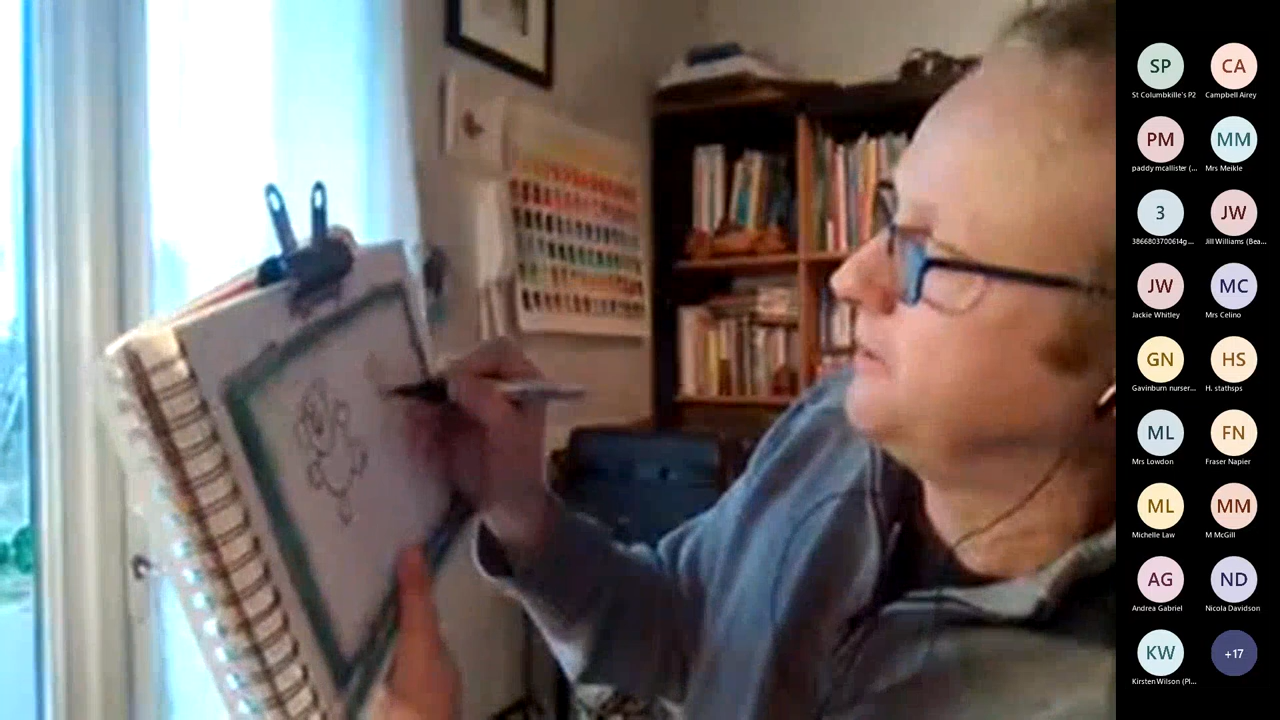 SP CA
St Columbkille's P2 Campbell Airey
PM MM
paddy mcallister (... Mrs Meikle
3 JW
3866803700614g... Jill Williams (Bea...
JW MC
Jackie Whitley Mrs Celino
GN HS
Gavinburn nurser... H. stathsps
ML FN
Mrs Lowdon Fraser Napier
ML MM
Michelle Law M McGill
AG ND
Andrea Gabriel Nicola Davidson
KW +17
Kirsten Wilson (Pl...